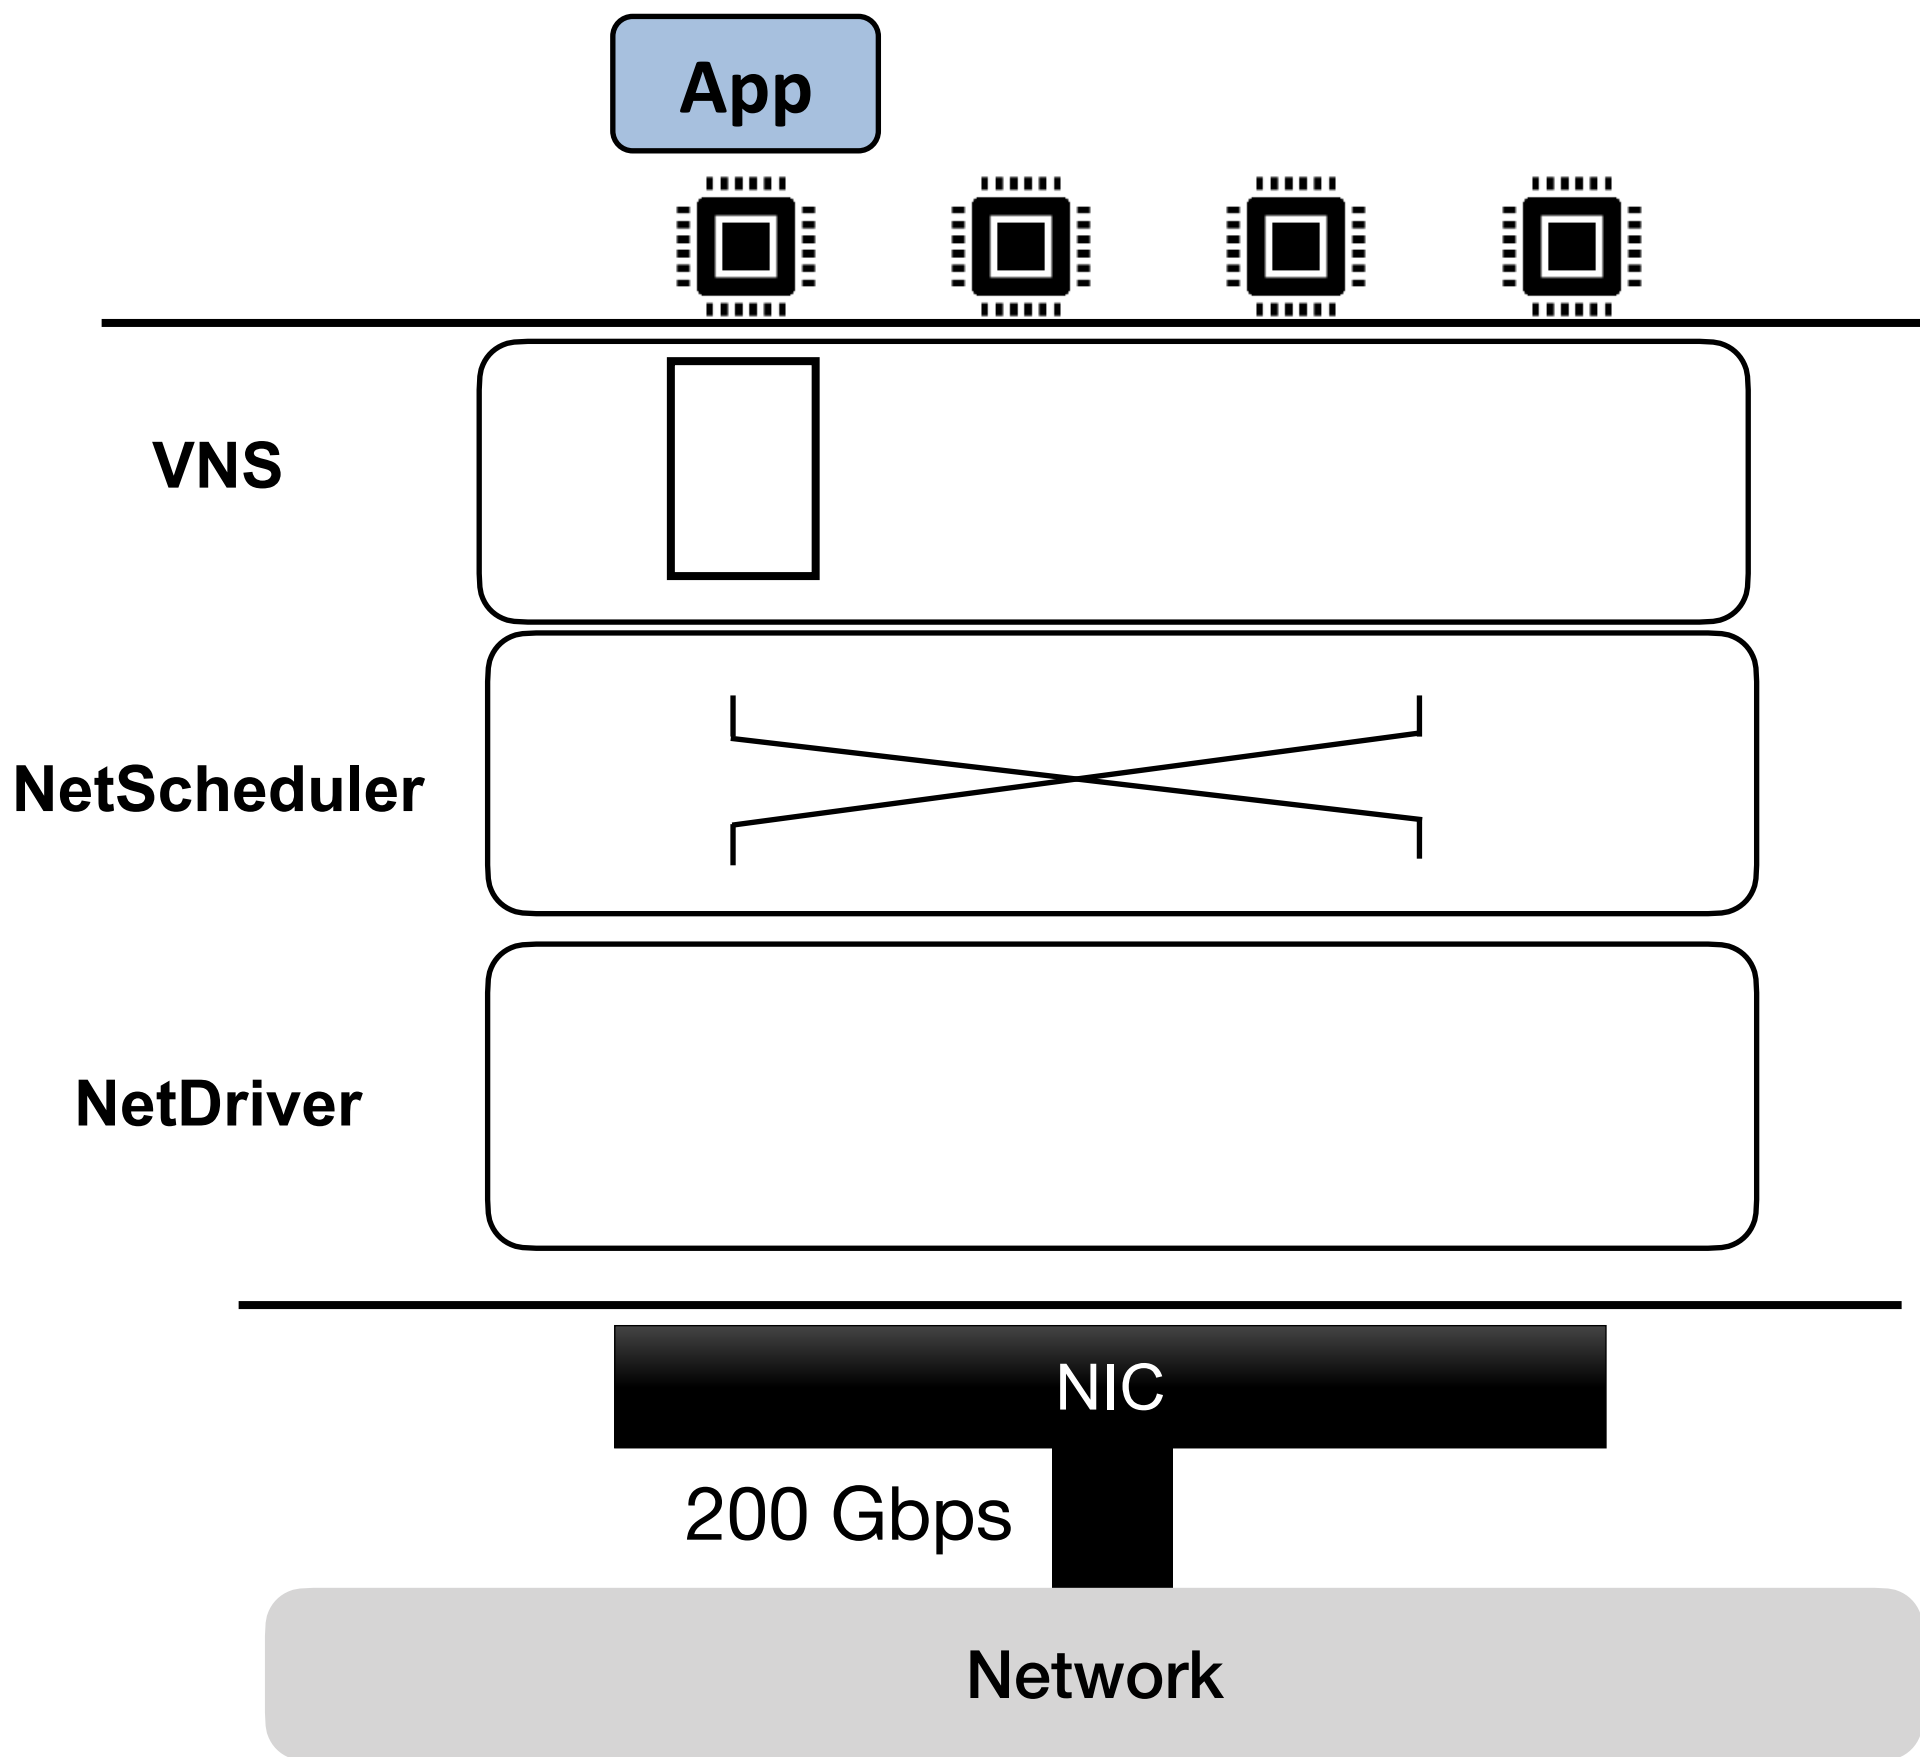 App
VNS
NetScheduler
NetDriver
NIC
200 Gbps
Network